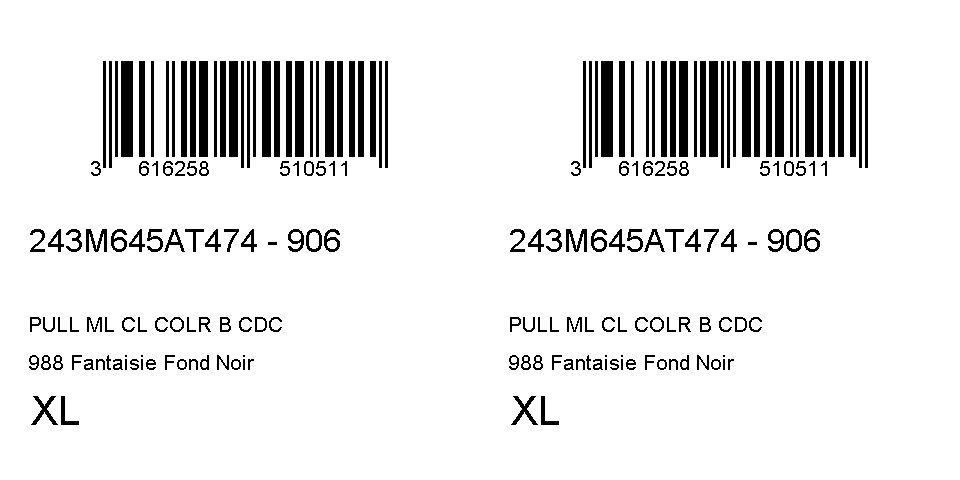 3 616258 510511
243M645AT474 - 906
PULL ML CL COLR B CDC
988 Fantaisie Fond Noir
XL
3 616258 510511
243M645AT474 - 906
PULL ML CL COLR B CDC
988 Fantaisie Fond Noir
XL